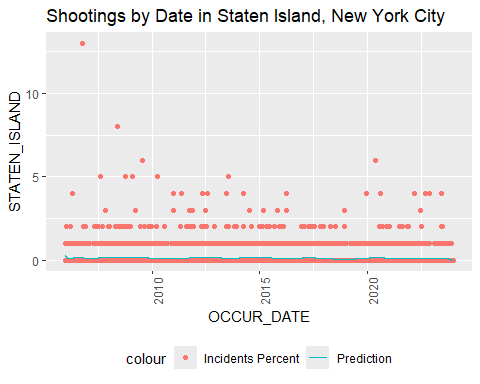 Shootings by Date in Staten Island, New York City
STATEN_ISLAND
10
5
0
2010
2015
2020
OCCUR_DATE
colour
Incidents Percent
Prediction